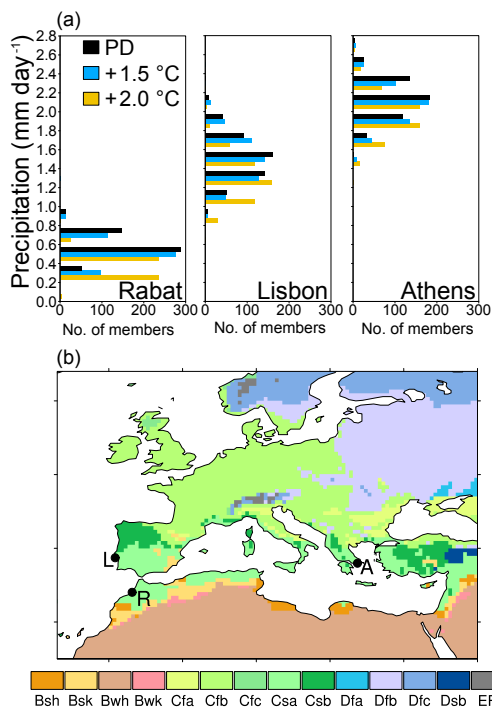 (a)
Precipitation (mm day⁻¹)
2.8
2.6
2.4
2.2
2.0
1.8
1.6
1.4
1.2
1.0
0.8
0.6
0.4
0.2
0.0
PD
+1.5 °C
+2.0 °C
Rabat
Lisbon
Athens
0 100 200 300 0 100 200 300 0 100 200 300
No. of members No. of members No. of members
(b)
L
A
R
Bsh Bsk Bwh Bwk Cfa Cfb Cfc Csa Csb Dfa Dfb Dfc Dsb EF